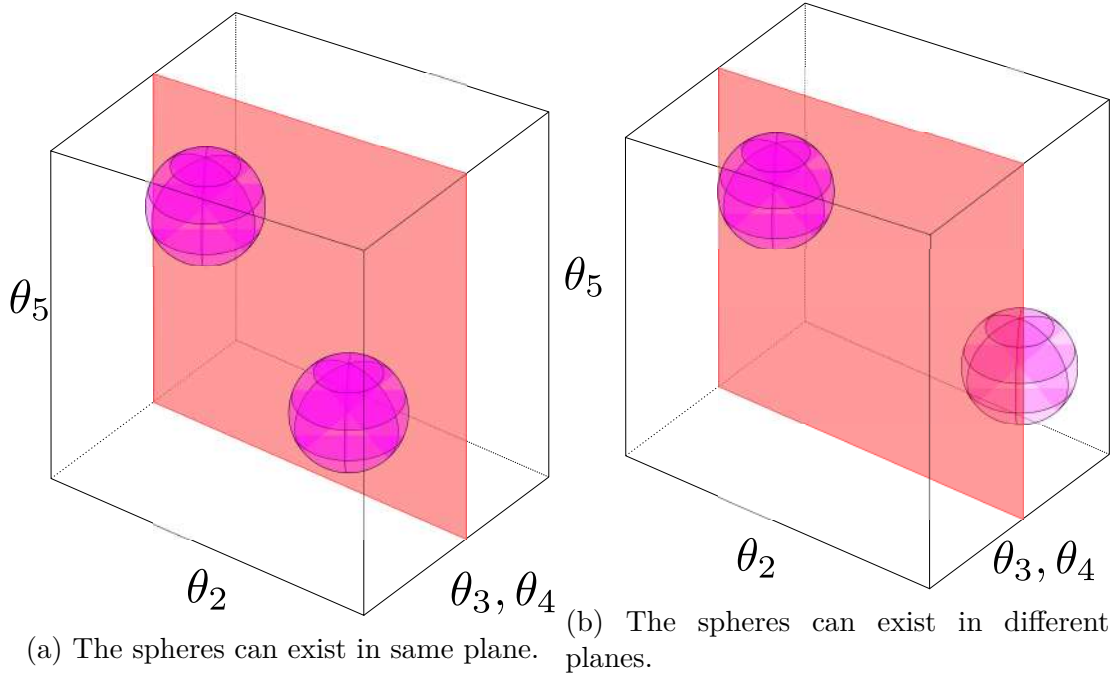 θ₅
θ₂
θ₃, θ₄
(a) The spheres can exist in same plane.
θ₅
θ₂
θ₃, θ₄
(b) The spheres can exist in different
planes.